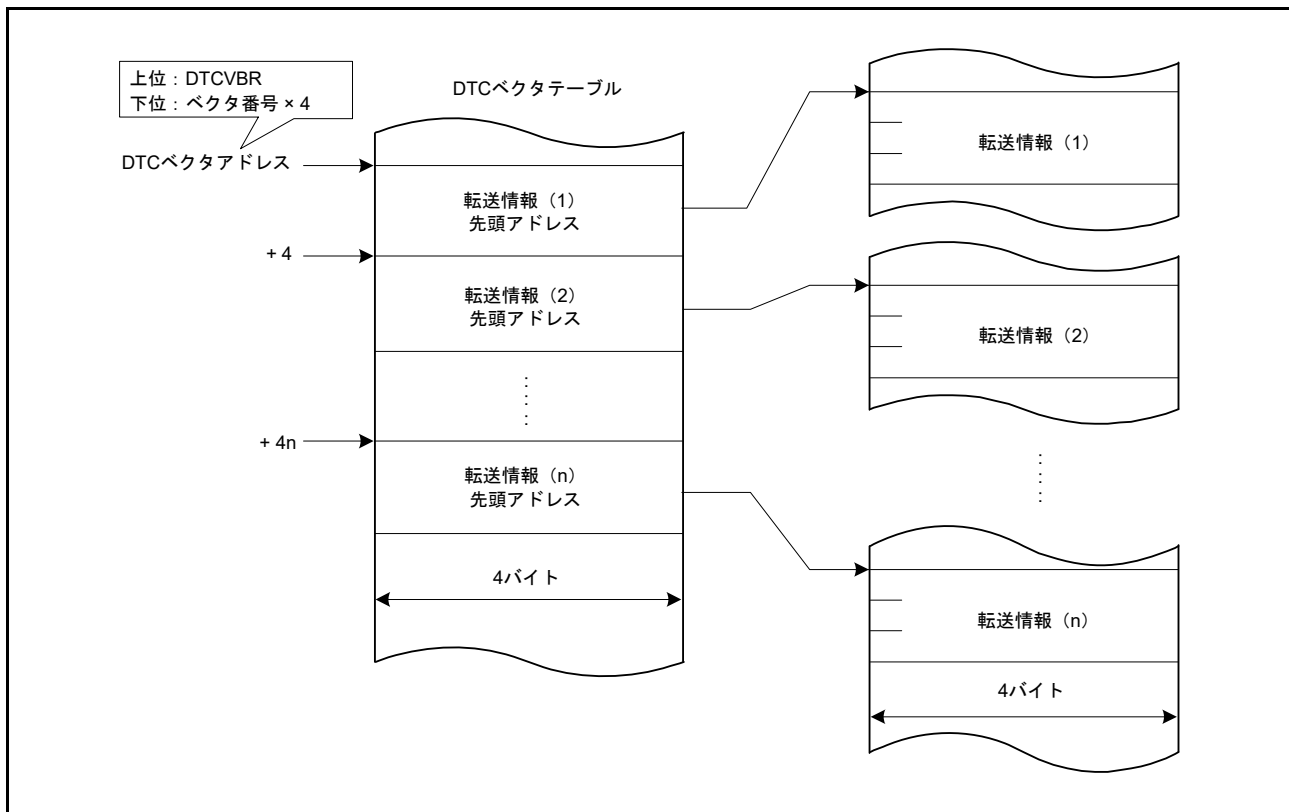 上位：DTCVBR
下位：ベクタ番号 × 4
DTCベクタテーブル
DTCベクタアドレス
転送情報（1）
先頭アドレス
+ 4
転送情報（2）
先頭アドレス
+ 4n
転送情報（n）
先頭アドレス
4バイト
転送情報（1）
転送情報（2）
転送情報（n）
4バイト